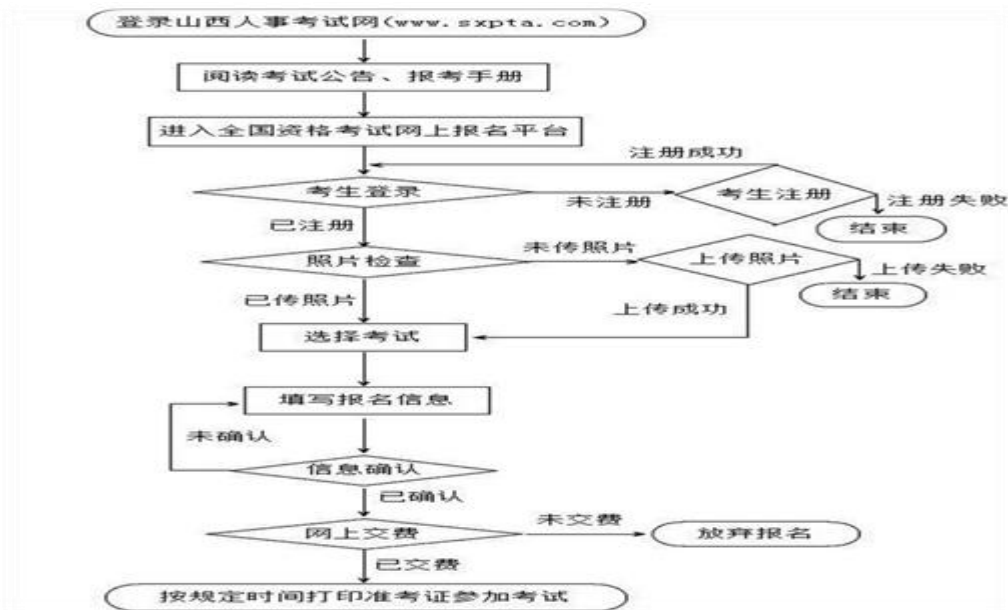 登录山西人事考试网(www.sxpta.com)
阅读考试公告、报考手册
进入全国资格考试网上报名平台
注册成功
考生登录
未注册
考生注册
注册失败
结束
已注册
照片检查
未传照片
上传照片
上传失败
结束
已传照片
上传成功
选择考试
填写报名信息
未确认
信息确认
已确认
网上交费
未交费
放弃报名
已交费
按规定时间打印准考证参加考试